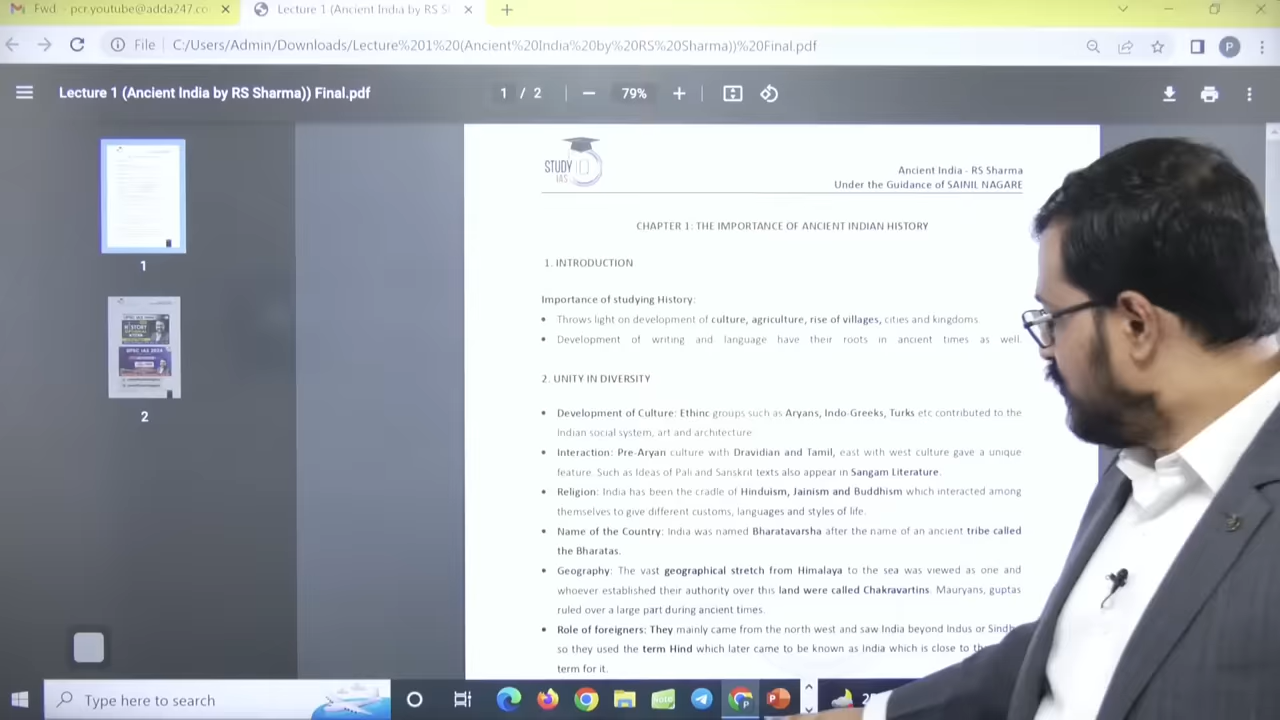 Fwd - pcr.youtube@adda247.co
Lecture 1 (Ancient India by RS S
File C:/Users/Admin/Downloads/Lecture%201%20(Ancient%20India%20by%20RS%20Sharma))%20Final.pdf
P
Lecture 1 (Ancient India by RS Sharma)) Final.pdf
1 / 2
79%
1
2
STUDY IQ
IAS
Ancient India - RS Sharma
Under the Guidance of SAINIL NAGARE
CHAPTER 1: THE IMPORTANCE OF ANCIENT INDIAN HISTORY
1. INTRODUCTION
Importance of studying History:
• Throws light on development of culture, agriculture, rise of villages, cities and kingdoms
• Development of writing and language have their roots in ancient times as well.
2. UNITY IN DIVERSITY
• Development of Culture: Ethinc groups such as Aryans, Indo-Greeks, Turks etc contributed to the
Indian social system, art and architecture
• Interaction: Pre-Aryan culture with Dravidian and Tamil, east with west culture gave a unique
feature. Such as Ideas of Pali and Sanskrit texts also appear in Sangam Literature.
• Religion: India has been the cradle of Hinduism, Jainism and Buddhism which interacted among
themselves to give different customs, languages and styles of life.
• Name of the Country: India was named Bharatavarsha after the name of an ancient tribe called
the Bharatas.
• Geography: The vast geographical stretch from Himalaya to the sea was viewed as one and
whoever established their authority over this land were called Chakravartins. Mauryans, guptas
ruled over a large part during ancient times.
• Role of foreigners: They mainly came from the north west and saw India beyond Indus or Sindh
so they used the term Hind which later came to be known as India which is close to
term for it.
Type here to search